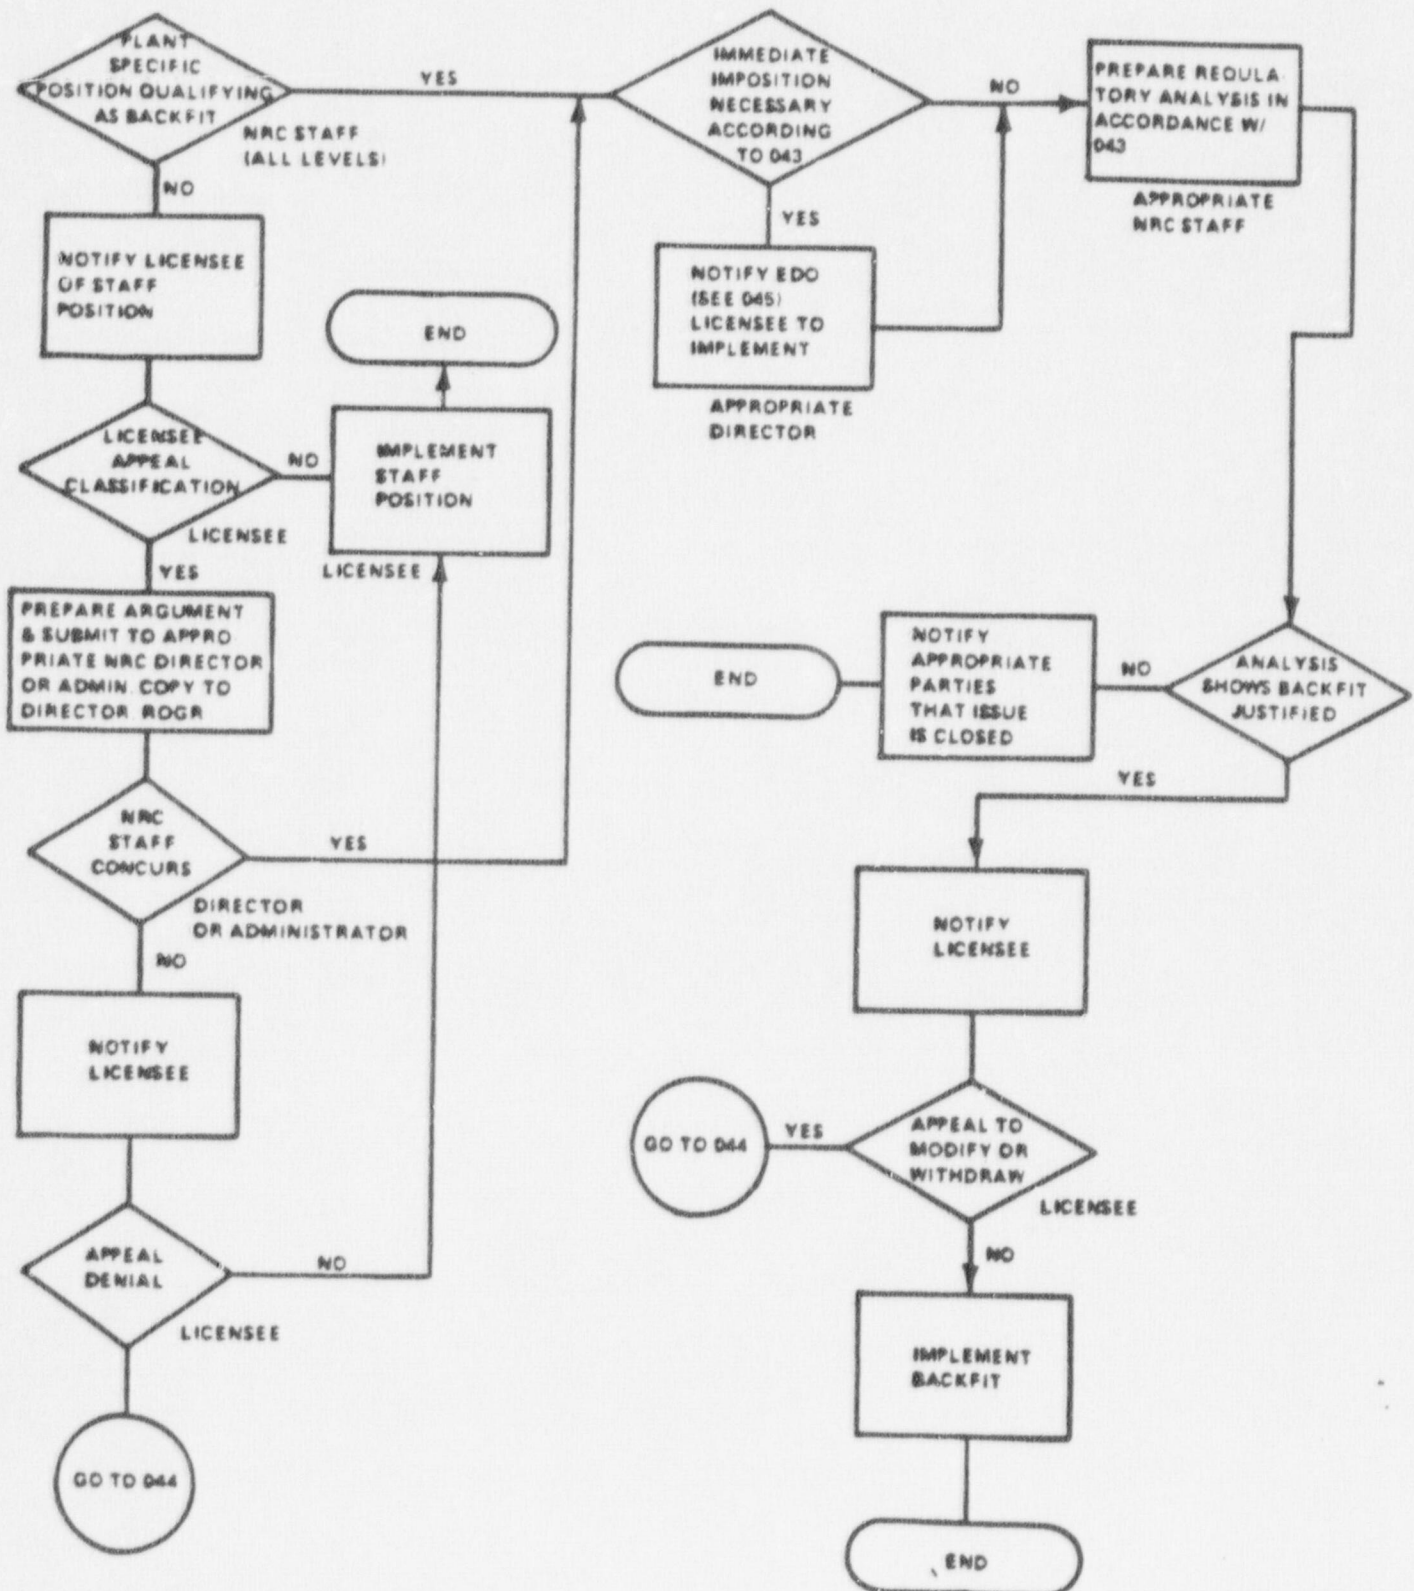 PLANT
SPECIFIC
POSITION QUALIFYING
AS BACKFIT
YES
NRC STAFF
(ALL LEVELS)
NO
NOTIFY LICENSEE
OF STAFF
POSITION
LICENSEE
APPEAL
CLASSIFICATION
NO
LICENSEE
YES
IMPLEMENT
STAFF
POSITION
LICENSEE
END
PREPARE ARGUMENT
& SUBMIT TO APPRO
PRIATE NRC DIRECTOR
OR ADMIN. COPY TO
DIRECTOR ROGR
NRC
STAFF
CONCURS
YES
DIRECTOR
OR ADMINISTRATOR
NO
NOTIFY
LICENSEE
APPEAL
DENIAL
NO
LICENSEE
GO TO 044
IMMEDIATE
IMPOSITION
NECESSARY
ACCORDING
TO 043
NO
YES
NOTIFY EDO
(SEE 045)
LICENSEE TO
IMPLEMENT
APPROPRIATE
DIRECTOR
PREPARE REGULA-
TORY ANALYSIS IN
ACCORDANCE W/
043
APPROPRIATE
NRC STAFF
ANALYSIS
SHOWS BACKFIT
JUSTIFIED
NO
NOTIFY
APPROPRIATE
PARTIES
THAT ISSUE
IS CLOSED
END
YES
NOTIFY
LICENSEE
APPEAL TO
MODIFY OR
WITHDRAW
YES
GO TO 044
LICENSEE
NO
IMPLEMENT
BACKFIT
END